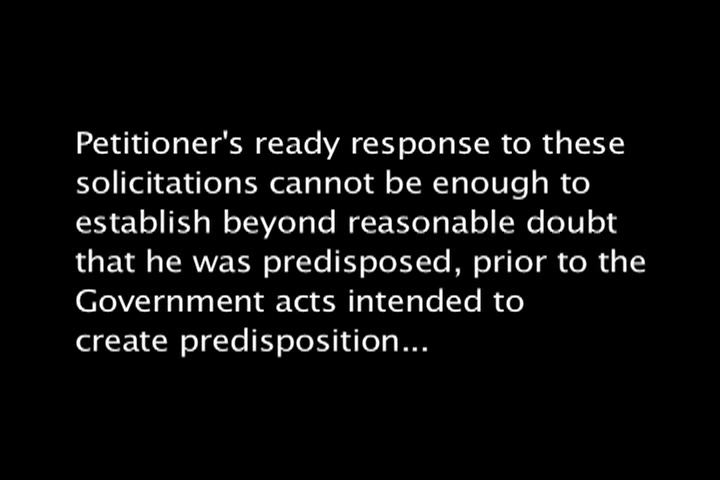 Petitioner's ready response to these
solicitations cannot be enough to
establish beyond reasonable doubt
that he was predisposed, prior to the
Government acts intended to
create predisposition...